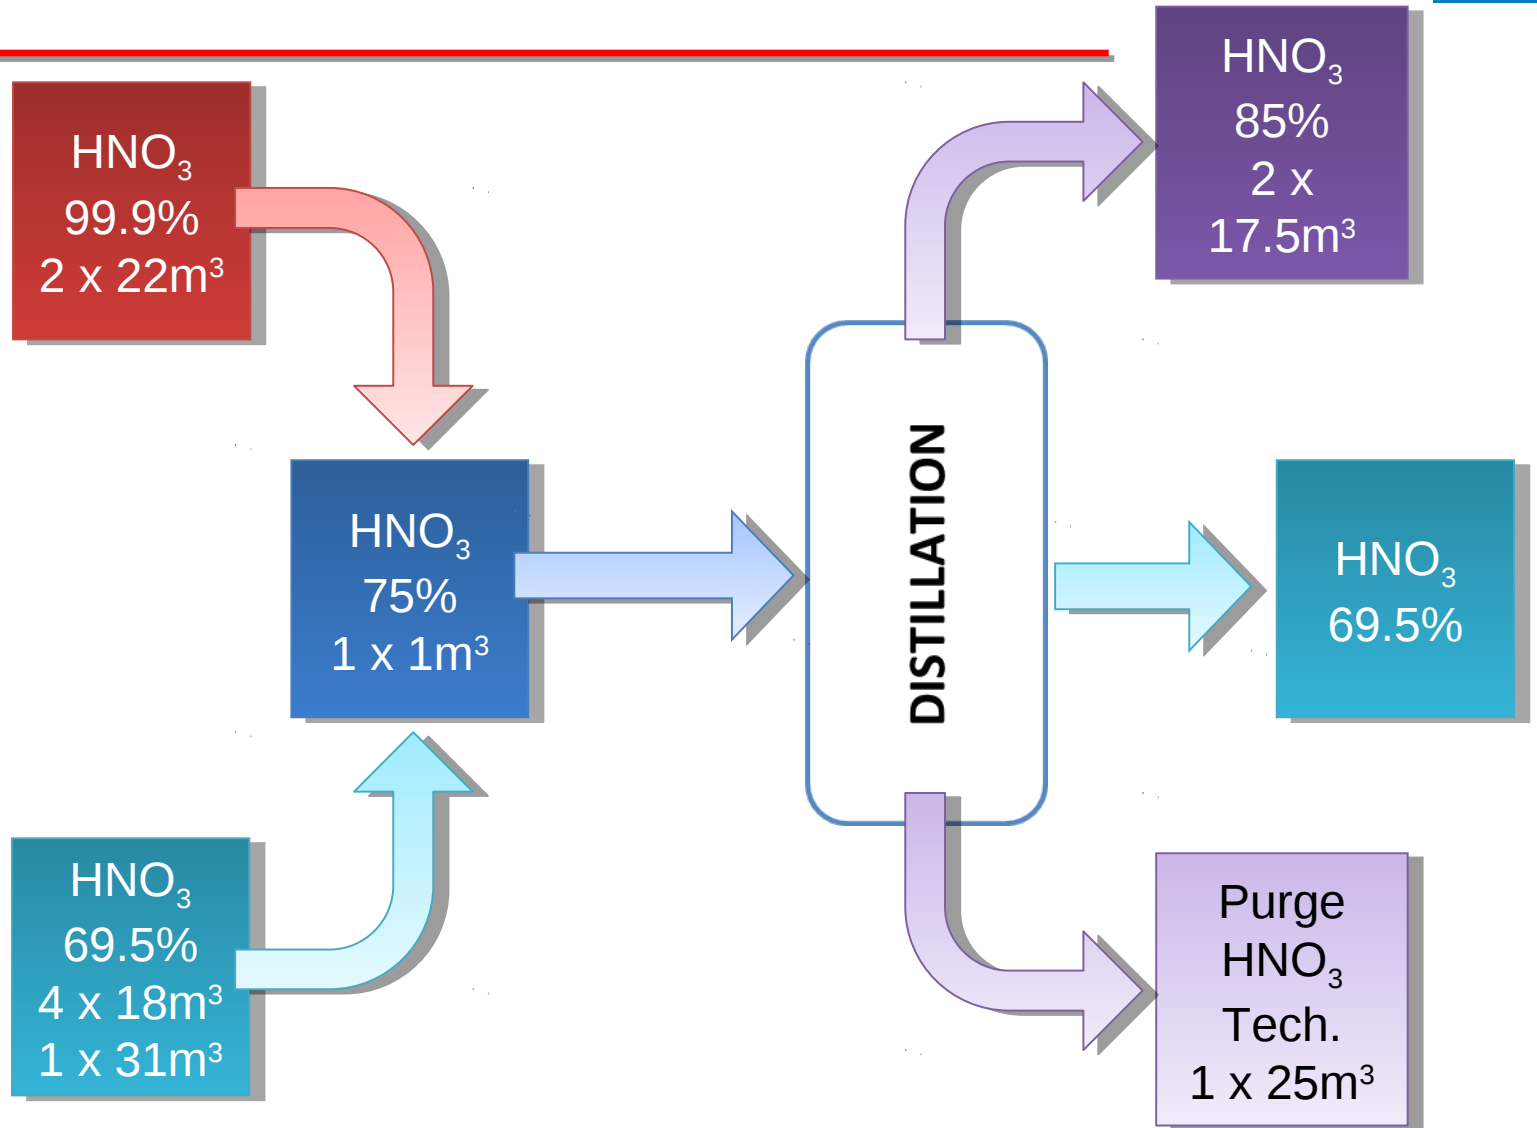 HNO₃
99.9%
2 x 22m³
HNO₃
69.5%
4 x 18m³
1 x 31m³
HNO₃
75%
1 x 1m³
DISTILLATION
HNO₃
85%
2 x
17.5m³
HNO₃
69.5%
Purge
HNO₃
Tech.
1 x 25m³